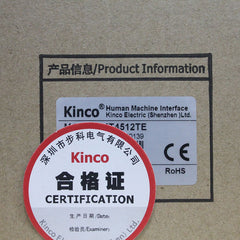 产品信息/Product Information
Kinco® Human Machine Interface
Kinco Electric (Shenzhen) Ltd.
T4512TE
0139
CE
RoHS
深圳市步科电气有限公司
Kinco
合格证
CERTIFICATION
生产日期/Date:
检验员/Examiner: